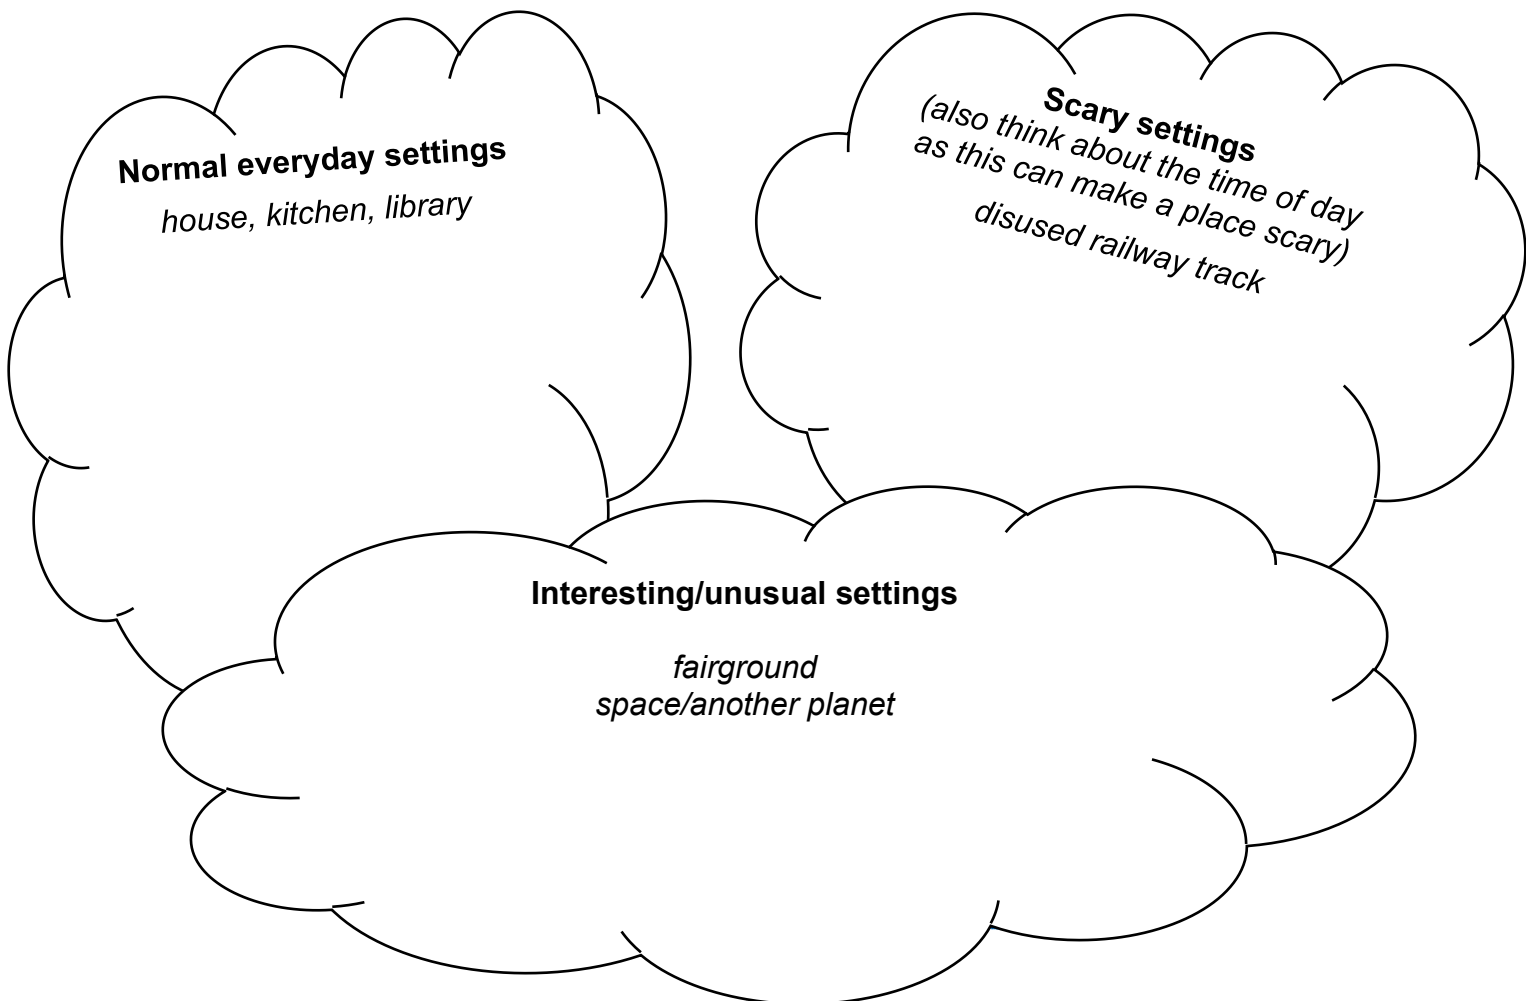 Normal everyday settings
house, kitchen, library
Scary settings
(also think about the time of day
as this can make a place scary)
disused railway track
Interesting/unusual settings
fairground
space/another planet